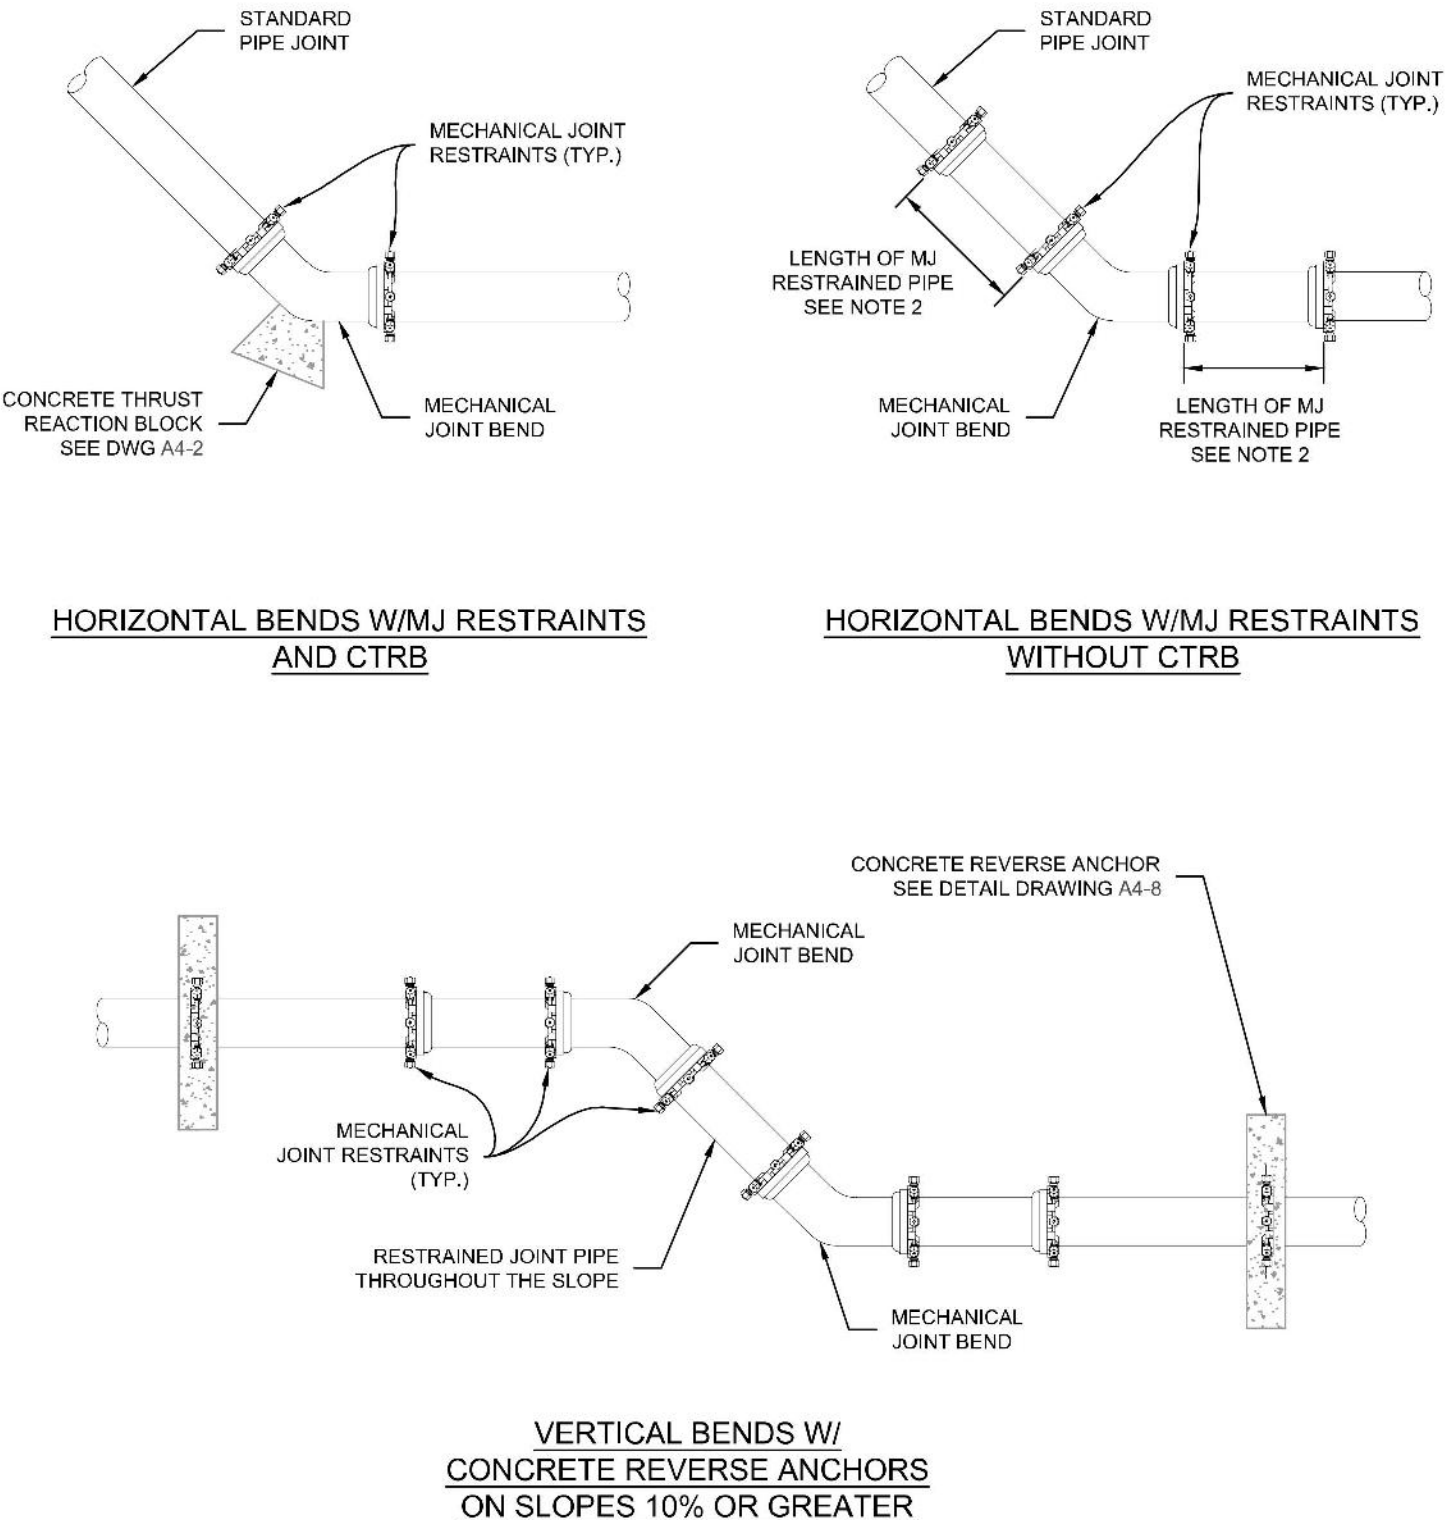 STANDARD
PIPE JOINT
MECHANICAL JOINT
RESTRAINTS (TYP.)
CONCRETE THRUST
REACTION BLOCK
SEE DWG A4-2
MECHANICAL
JOINT BEND
HORIZONTAL BENDS W/MJ RESTRAINTS
AND CTRB
STANDARD
PIPE JOINT
MECHANICAL JOINT
RESTRAINTS (TYP.)
LENGTH OF MJ
RESTRAINED PIPE
SEE NOTE 2
MECHANICAL
JOINT BEND
LENGTH OF MJ
RESTRAINED PIPE
SEE NOTE 2
HORIZONTAL BENDS W/MJ RESTRAINTS
WITHOUT CTRB
CONCRETE REVERSE ANCHOR
SEE DETAIL DRAWING A4-8
MECHANICAL
JOINT BEND
MECHANICAL
JOINT RESTRAINTS
(TYP.)
RESTRAINED JOINT PIPE
THROUGHOUT THE SLOPE
MECHANICAL
JOINT BEND
VERTICAL BENDS W/
CONCRETE REVERSE ANCHORS
ON SLOPES 10% OR GREATER